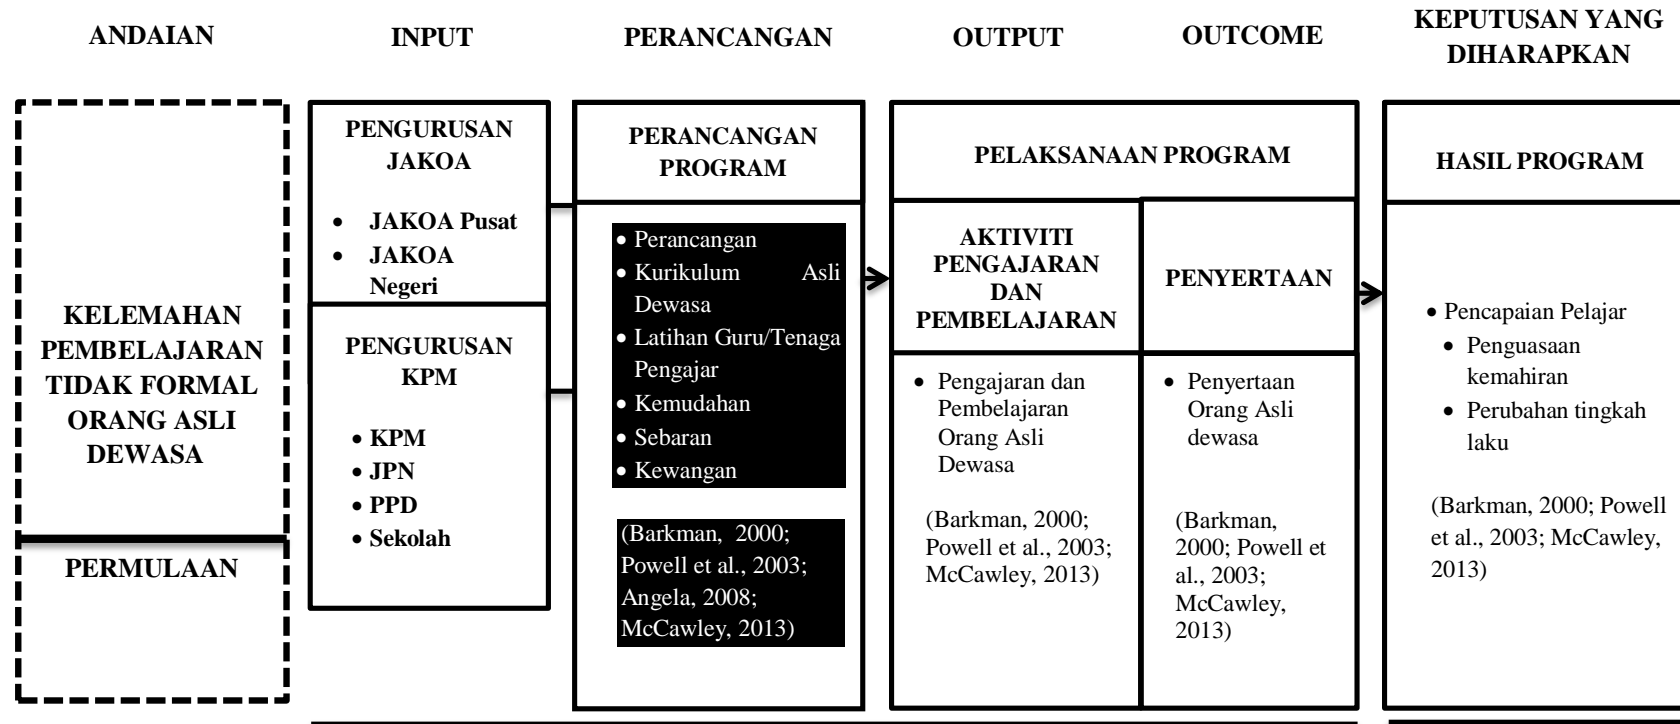 ANDAIAN
INPUT
PERANCANGAN
OUTPUT
OUTCOME
KEPUTUSAN YANG
DIHARAPKAN
KELEMAHAN
PEMBELAJARAN
TIDAK FORMAL
ORANG ASLI
DEWASA
PERMULAAN
PENGURUSAN
JAKOA
• JAKOA Pusat
• JAKOA
Negeri
PENGURUSAN
KPM
• KPM
• JPN
• PPD
• Sekolah
PERANCANGAN
PROGRAM
• Perancangan
• Kurikulum Asli
Dewasa
• Latihan Guru/Tenaga
Pengajar
• Kemudahan
• Sebaran
• Kewangan
(Barkman, 2000;
Powell et al., 2003;
Angela, 2008;
McCawley, 2013)
PELAKSANAAN PROGRAM
AKTIVITI
PENGAJARAN
DAN
PEMBELAJARAN
• Pengajaran dan
Pembelajaran
Orang Asli
Dewasa
(Barkman, 2000;
Powell et al., 2003;
McCawley, 2013)
PENYERTAAN
• Penyertaan
Orang Asli
dewasa
(Barkman,
2000; Powell et
al., 2003;
McCawley,
2013)
HASIL PROGRAM
• Pencapaian Pelajar
• Penguasaan
kemahiran
• Perubahan tingkah
laku
(Barkman, 2000; Powell
et al., 2003; McCawley,
2013)